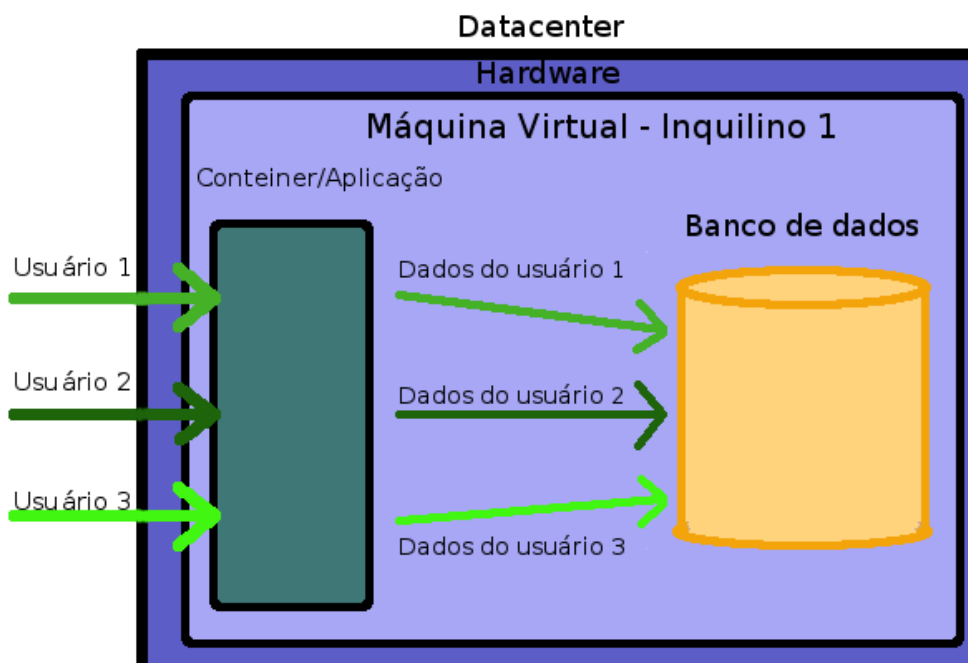 Datacenter
Hardware
Máquina Virtual - Inquilino 1
Conteiner/Aplicação
Banco de dados
Usuário 1
Dados do usuário 1
Usuário 2
Dados do usuário 2
Usuário 3
Dados do usuário 3